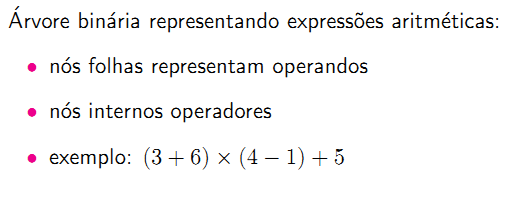 Árvore binária representando expressões aritméticas:
• nós folhas representam operandos
• nós internos operadores
• exemplo: (3 + 6) × (4 − 1) + 5